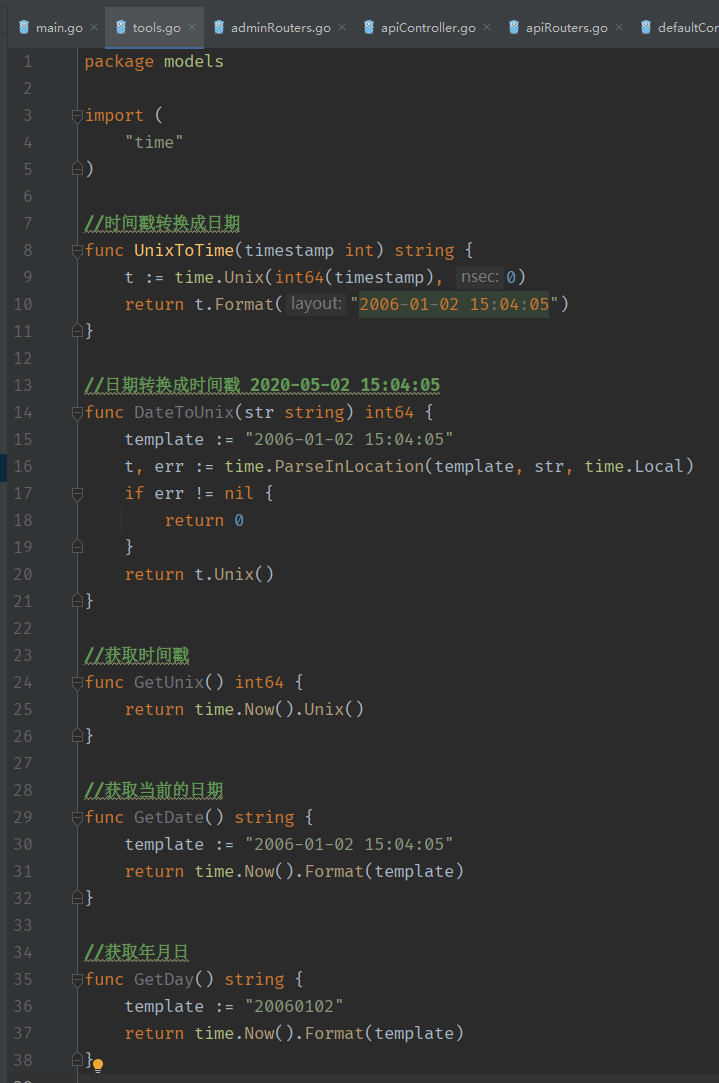 main.go tools.go adminRouters.go apiController.go apiRouters.go defaultCor
1 package models
2
3 import (
4     "time"
5 )
6
7 //时间戳转换成日期
8 func UnixToTime(timestamp int) string {
9     t := time.Unix(int64(timestamp), nsec: 0)
10     return t.Format( layout: "2006-01-02 15:04:05")
11 }
12
13 //日期转换成时间戳 2020-05-02 15:04:05
14 func DateToUnix(str string) int64 {
15     template := "2006-01-02 15:04:05"
16     t, err := time.ParseInLocation(template, str, time.Local)
17     if err != nil {
18         return 0
19     }
20     return t.Unix()
21 }
22
23 //获取时间戳
24 func GetUnix() int64 {
25     return time.Now().Unix()
26 }
27
28 //获取当前的日期
29 func GetDate() string {
30     template := "2006-01-02 15:04:05"
31     return time.Now().Format(template)
32 }
33
34 //获取年月日
35 func GetDay() string {
36     template := "20060102"
37     return time.Now().Format(template)
38 }